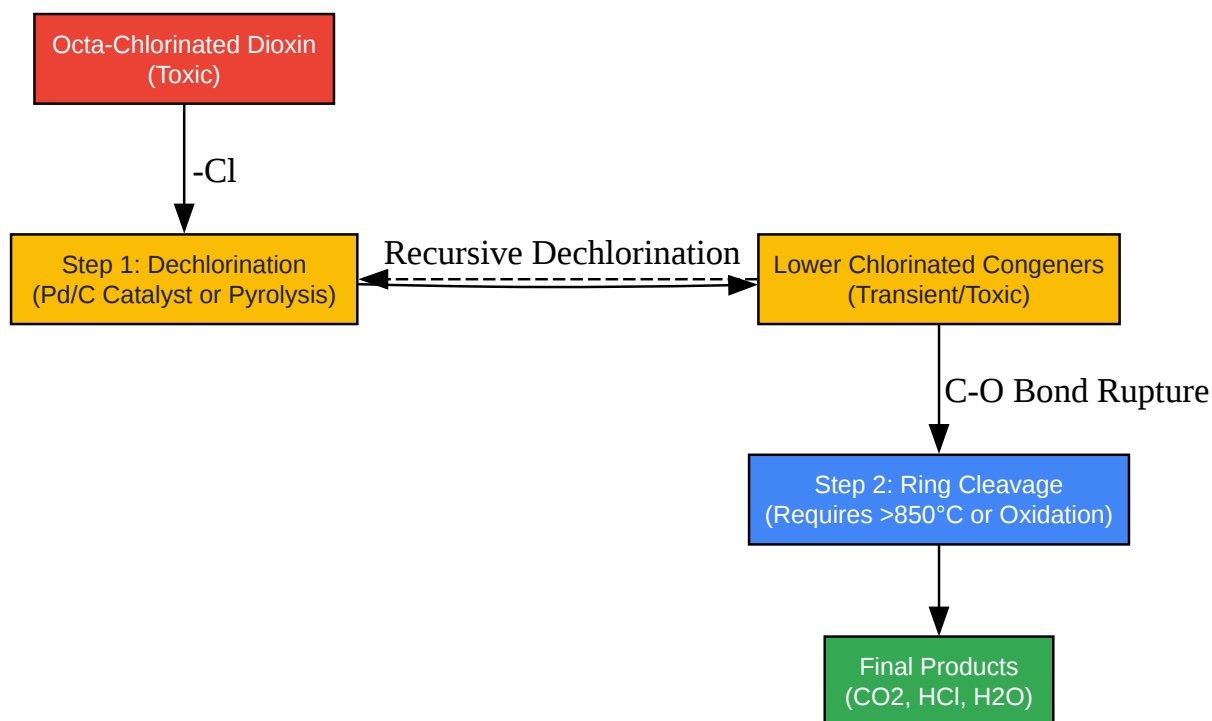 Octa-Chlorinated Dioxin
(Toxic)
-Cl
Recursive Dechlorination
Step 1: Dechlorination
(Pd/C Catalyst or Pyrolysis)
Lower Chlorinated Congeners
(Transient/Toxic)
C-O Bond Rupture
Step 2: Ring Cleavage
(Requires >850°C or Oxidation)
Final Products
(CO2, HCl, H2O)